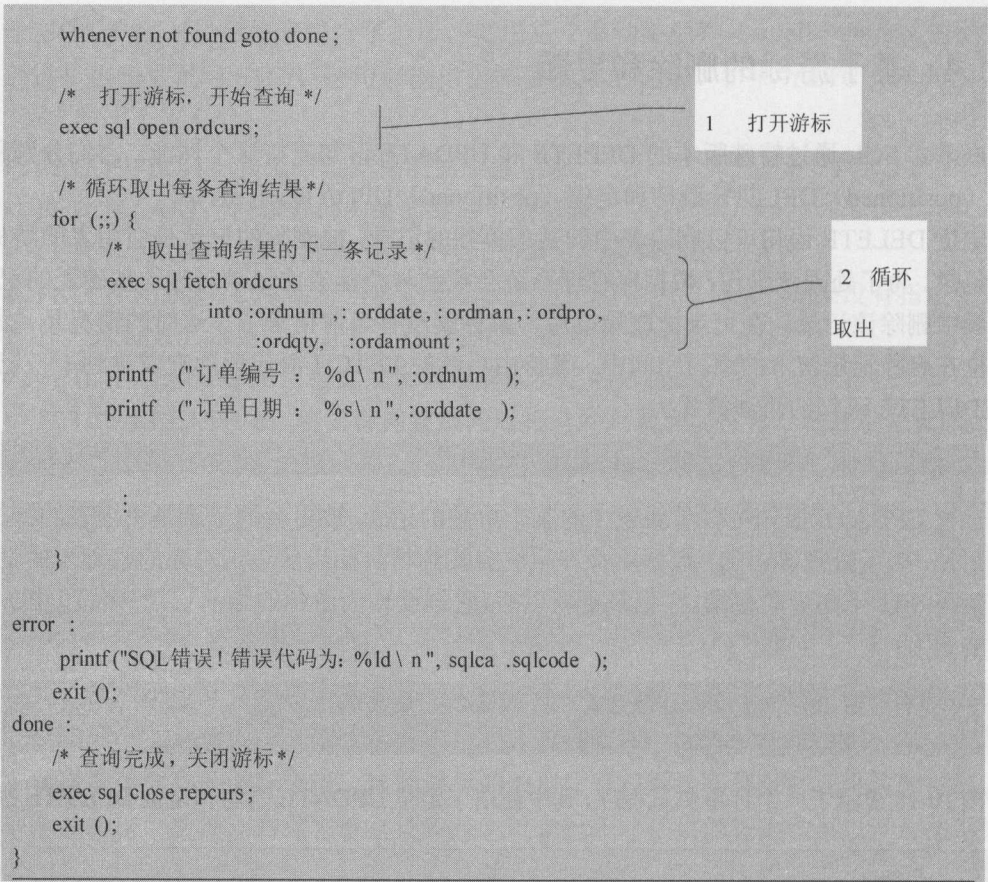 whenever not found goto done ;
/* 打开游标，开始查询 */
exec sql open ordcurs ;
1 打开游标
/* 循环取出每条查询结果*/
for (;;) {
/* 取出查询结果的下一条记录 */
exec sql fetch ordcurs
into :ordnum ,: orddate, :ordman, : ordpro,
:ordqty, :ordamount ;
2 循环
取出
printf ("订单编号 ： %d\ n", :ordnum );
printf ("订单日期 ： %s\ n", :orddate );
⋮
}
error :
printf ("SQL错误！错误代码为: %ld \ n", sqlca .sqlcode );
exit ();
done :
/* 查询完成，关闭游标*/
exec sql close repcurs ;
exit ();
}